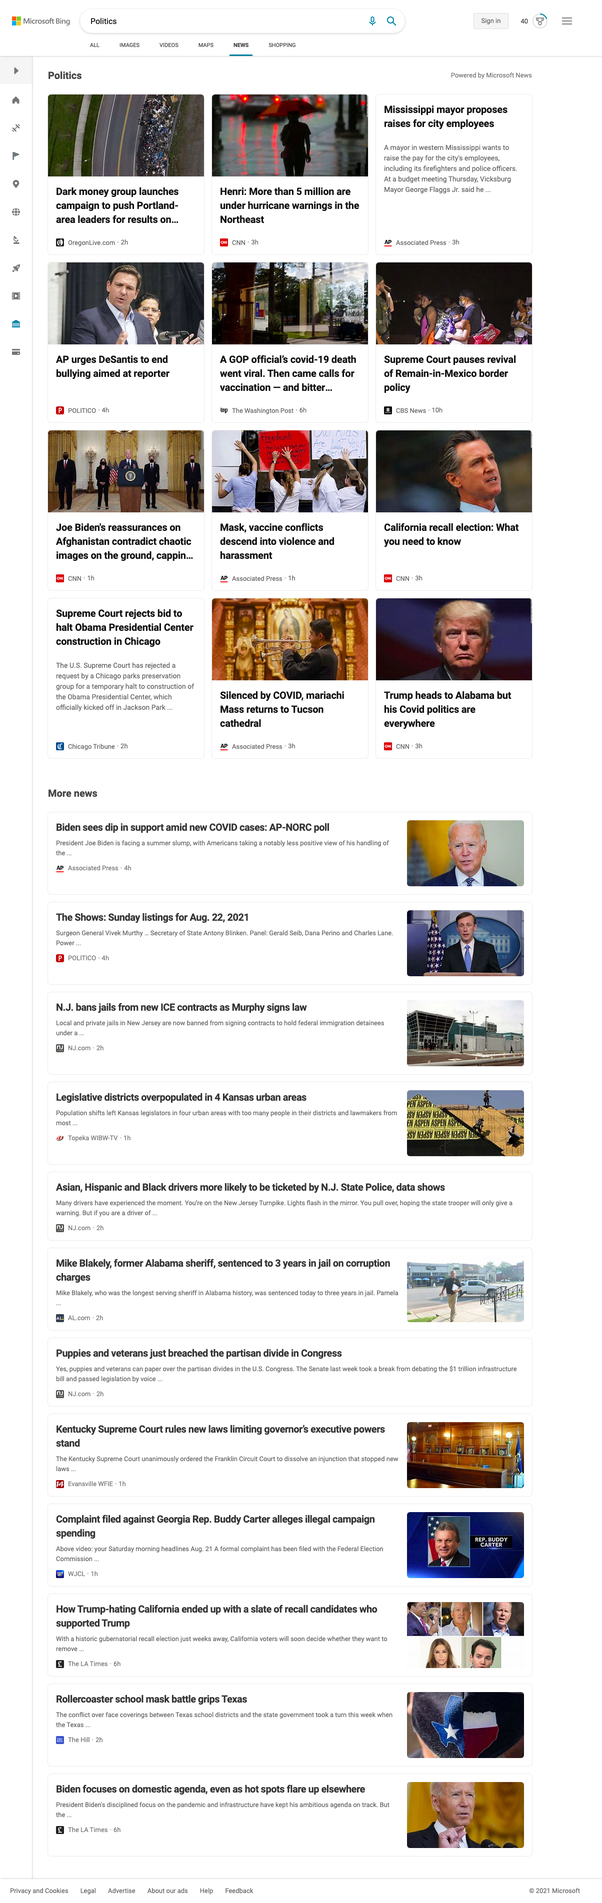 Microsoft Bing
Politics
Sign in
40
ALL IMAGES VIDEOS MAPS NEWS SHOPPING
Politics
Powered by Microsoft News
Dark money group launches
campaign to push Portland-
area leaders for results on...
OregonLive.com · 2h
Henri: More than 5 million are
under hurricane warnings in the
Northeast
CNN · 3h
Mississippi mayor proposes
raises for city employees
A mayor in western Mississippi wants to
raise the pay for the city's employees,
including its firefighters and police officers.
At a budget meeting Thursday, Vicksburg
Mayor George Flaggs Jr. said he ...
AP Associated Press · 3h
AP urges DeSantis to end
bullying aimed at reporter
POLITICO · 4h
A GOP official's covid-19 death
went viral. Then came calls for
vaccination — and bitter...
wp The Washington Post · 6h
Supreme Court pauses revival
of Remain-in-Mexico border
policy
CBS News · 10h
Joe Biden's reassurances on
Afghanistan contradict chaotic
images on the ground, cappin...
CNN · 1h
Mask, vaccine conflicts
descend into violence and
harassment
AP Associated Press · 1h
California recall election: What
you need to know
CNN · 3h
Supreme Court rejects bid to
halt Obama Presidential Center
construction in Chicago
The U.S. Supreme Court has rejected a
request by a Chicago parks preservation
group for a temporary halt to construction of
the Obama Presidential Center, which
officially kicked off in Jackson Park ...
Chicago Tribune · 2h
Silenced by COVID, mariachi
Mass returns to Tucson
cathedral
AP Associated Press · 3h
Trump heads to Alabama but
his Covid politics are
everywhere
CNN · 3h
More news
Biden sees dip in support amid new COVID cases: AP-NORC poll
President Joe Biden is facing a summer slump, with Americans taking a notably less positive view of his handling of
the ...
AP Associated Press · 4h
The Shows: Sunday listings for Aug. 22, 2021
Surgeon General Vivek Murthy ... Secretary of State Antony Blinken. Panel: Gerald Seib, Dana Perino and Charles Lane.
Power ...
POLITICO · 4h
N.J. bans jails from new ICE contracts as Murphy signs law
Local and private jails in New Jersey are now banned from signing contracts to hold federal immigration detainees
under a ...
NJ.com · 2h
Legislative districts overpopulated in 4 Kansas urban areas
Population shifts left Kansas legislators in four urban areas with too many people in their districts and lawmakers from
most ...
Topeka WIBW-TV · 1h
Asian, Hispanic and Black drivers more likely to be ticketed by N.J. State Police, data shows
Many drivers have experienced the moment. You're on the New Jersey Turnpike. Lights flash in the mirror. You pull over, hoping the state trooper will only give a
warning. But if you are a driver of ...
NJ.com · 2h
Mike Blakely, former Alabama sheriff, sentenced to 3 years in jail on corruption
charges
Mike Blakely, who was the longest serving sheriff in Alabama history, was sentenced today to three years in jail. Pamela
...
AL.com · 2h
Puppies and veterans just breached the partisan divide in Congress
Yes, puppies and veterans can paper over the partisan divides in the U.S. Congress. The Senate last week took a break from debating the $1 trillion infrastructure
bill and passed legislation by voice ...
NJ.com · 2h
Kentucky Supreme Court rules new laws limiting governor's executive powers
stand
The Kentucky Supreme Court unanimously ordered the Franklin Circuit Court to dissolve an injunction that stopped new
laws ...
Evansville WFIE · 1h
Complaint filed against Georgia Rep. Buddy Carter alleges illegal campaign
spending
Above video: your Saturday morning headlines Aug. 21 A formal complaint has been filed with the Federal Election
Commission ...
WJCL · 1h
REP. BUDDY
CARTER
How Trump-hating California ended up with a slate of recall candidates who
supported Trump
With a historic gubernatorial recall election just weeks away, California voters will soon decide whether they want to
remove ...
The LA Times · 6h
Rollercoaster school mask battle grips Texas
The conflict over face coverings between Texas school districts and the state government took a turn this week when
the Texas ...
The Hill · 2h
Biden focuses on domestic agenda, even as hot spots flare up elsewhere
President Biden's disciplined focus on the pandemic and infrastructure have kept his ambitious agenda on track. But
the ...
The LA Times · 6h
Privacy and Cookies Legal Advertise About our ads Help Feedback
© 2021 Microsoft